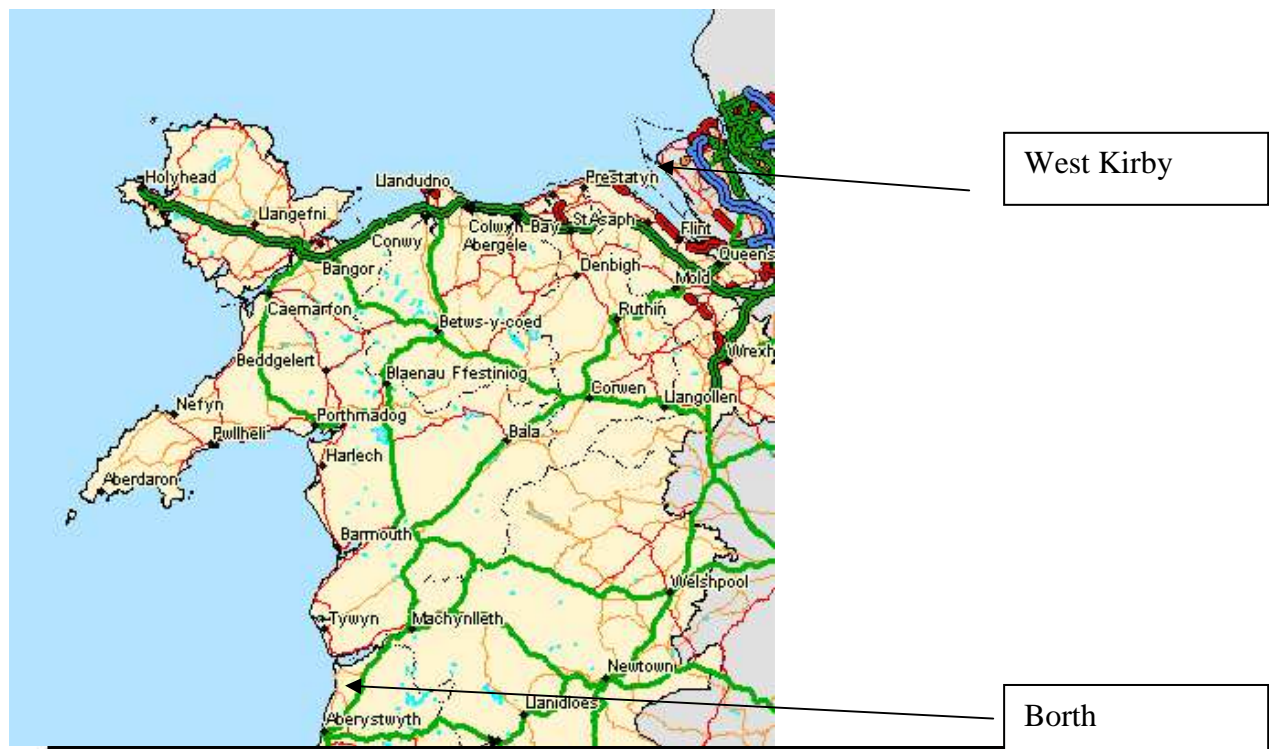 West Kirby
Holyhead
Llandudno
Prestatyn
Llangefni
Colwyn Bay
StAsaph
Flint
Conwy
Abergele
Queens
Bangor
Denbigh
Mold
Caernarfon
Ruthin
Betws-y-coed
Beddgelert
Wrexh
Blaenau Ffestiniog
Corwen
Llangollen
Nefyn
Porthmadog
Pwllheli
Bala
Harlech
Aberdaron
Barmouth
Welshpool
Tywyn
Machynlleth
Newtown
Llanidloes
Borth
Aberystwyth